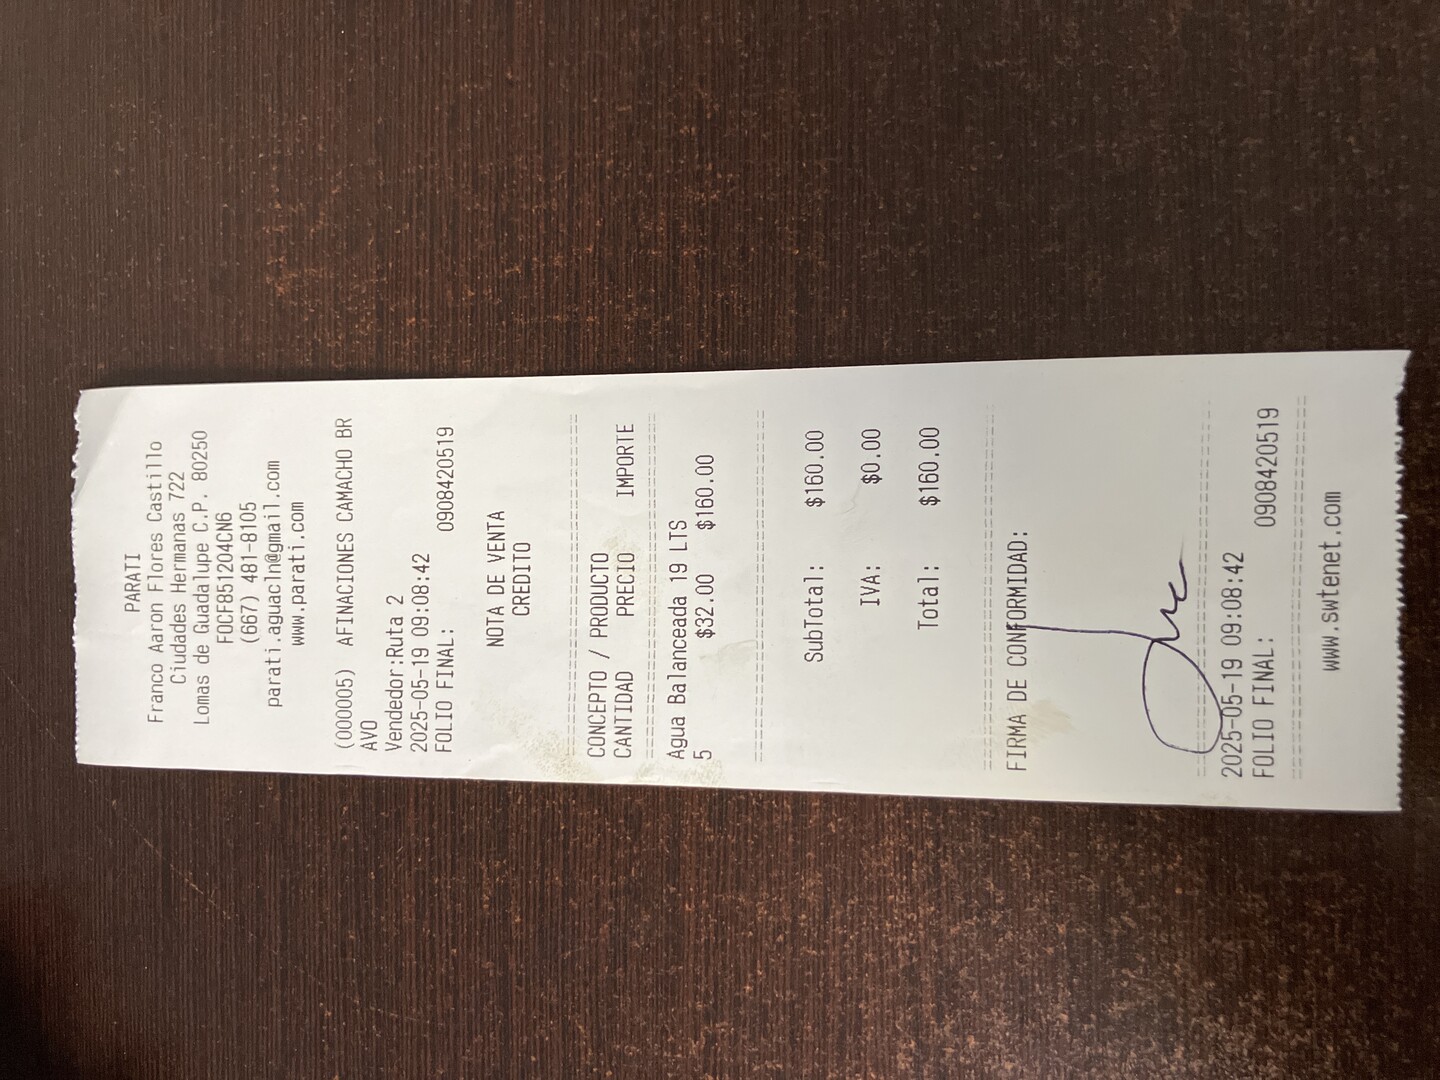 PARATI
Franco Aaron Flores Castillo
Ciudades Hermanas 722
Lomas de Guadalupe C.P. 80250
FOCF851204CN6
(667) 481-8105
parati.aguacln@gmail.com
www.parati.com
(000005) AFINACIONES CAMACHO BR
AVO
Vendedor:Ruta 2
2025-05-19 09:08:42
FOLIO FINAL: 0908420519
NOTA DE VENTA
CREDITO
CONCEPTO / PRODUCTO
CANTIDAD PRECIO IMPORTE
Agua Balanceada 19 LTS
5 $32.00 $160.00
SubTotal: $160.00
IVA: $0.00
Total: $160.00
FIRMA DE CONFORMIDAD:
2025-05-19 09:08:42
FOLIO FINAL: 0908420519
www.swtenet.com